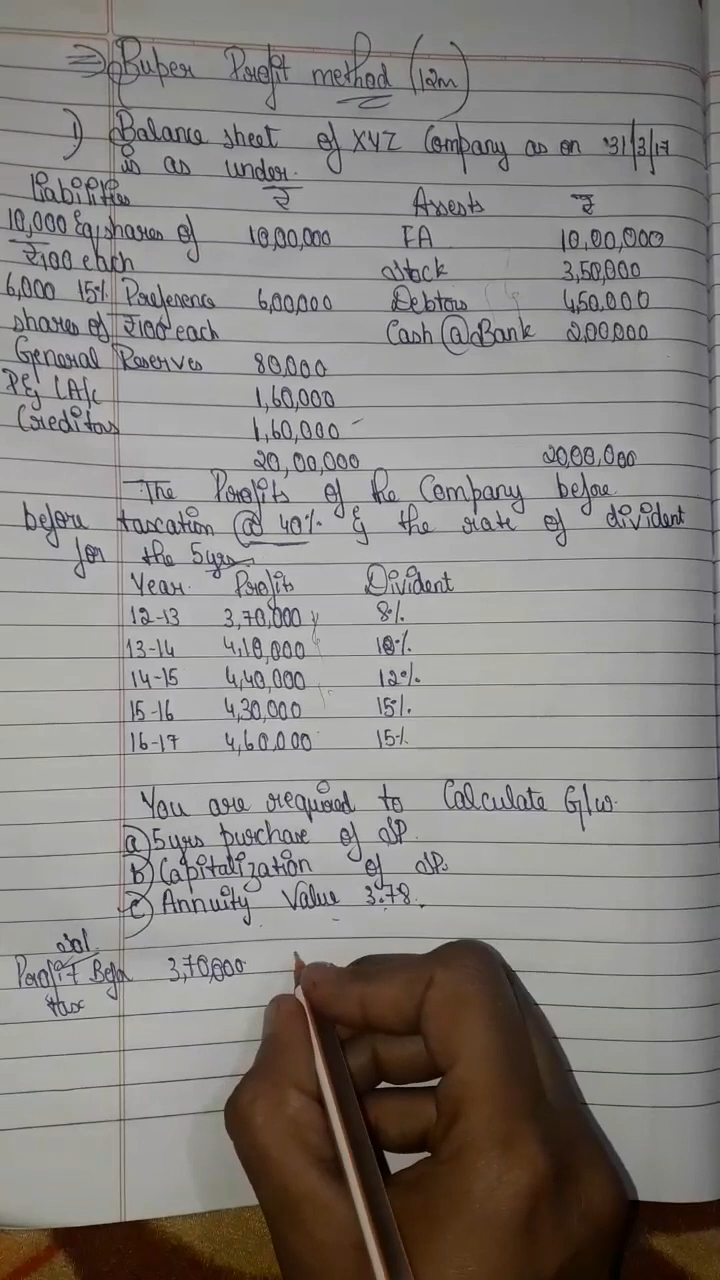 => Super Profit method (12m)
1) Balance sheet of XYZ Company as on 31/3/17
is as under.
Liabilities ₹ Assests ₹
10,000 Eq. shares of 10,00,000 FA 10,00,000
₹100 each Stock 3,50,000
6,000 15% Preference 6,00,000 Debtors 4,50,000
shares of ₹100 each Cash @ Bank 2,00,000
General Reserves 80,000
P&L A/c 1,60,000
Creditors 1,60,000
20,00,000 2000,000
The Profits of the Company before
before taxcation @ 40% & the rate of divident
for the 5yrs
Year Profits Divident
12-13 3,70,000 8%
13-14 4,10,000 10%
14-15 4,40,000 12%
15-16 4,30,000 15%
16-17 4,60,000 15%
You are required to Calculate G/w.
a) 5yrs purchase of SP.
b) Capitalization of SP.
c) Annuity Value 3.78.
Sol
Profit Befo 3,70,000
tax